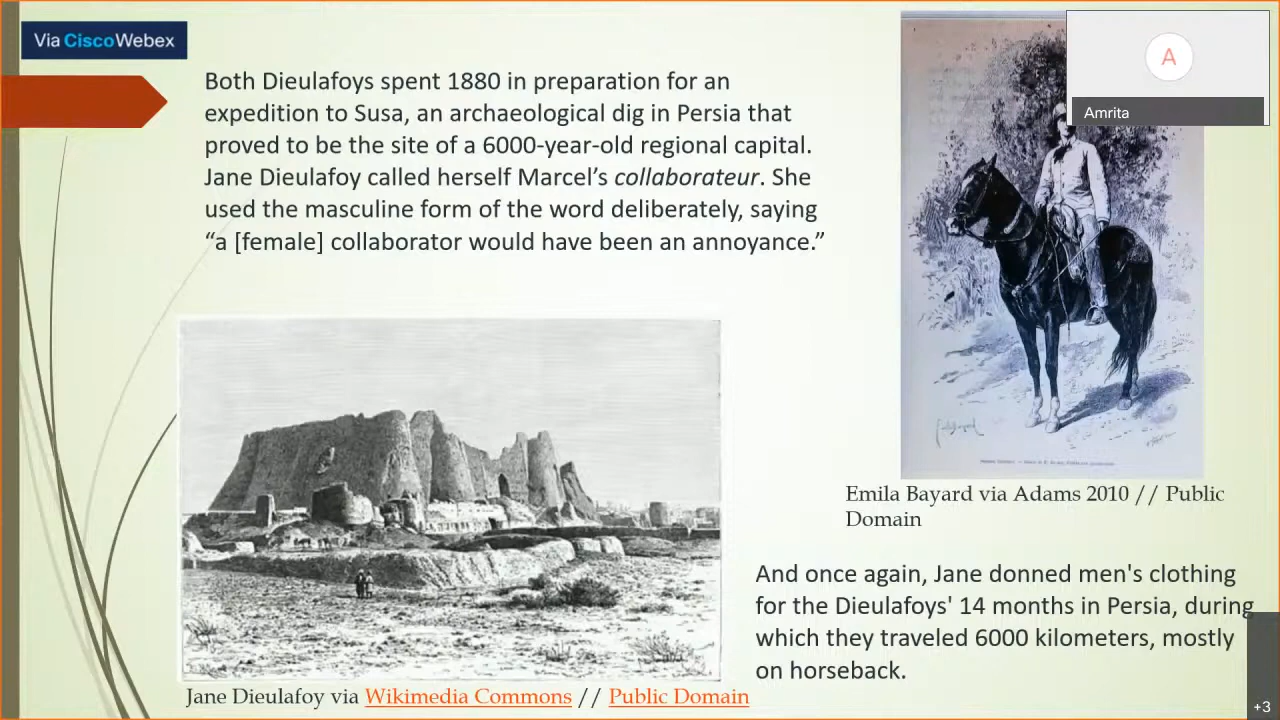 Via CiscoWebex
Both Dieulafoys spent 1880 in preparation for an
expedition to Susa, an archaeological dig in Persia that
proved to be the site of a 6000-year-old regional capital.
Jane Dieulafoy called herself Marcel’s collaborateur. She
used the masculine form of the word deliberately, saying
“a [female] collaborator would have been an annoyance.”
A
Amrita
Emila Bayard via Adams 2010 // Public
Domain
And once again, Jane donned men's clothing
for the Dieulafoys' 14 months in Persia, during
which they traveled 6000 kilometers, mostly
on horseback.
Jane Dieulafoy via Wikimedia Commons // Public Domain
+3